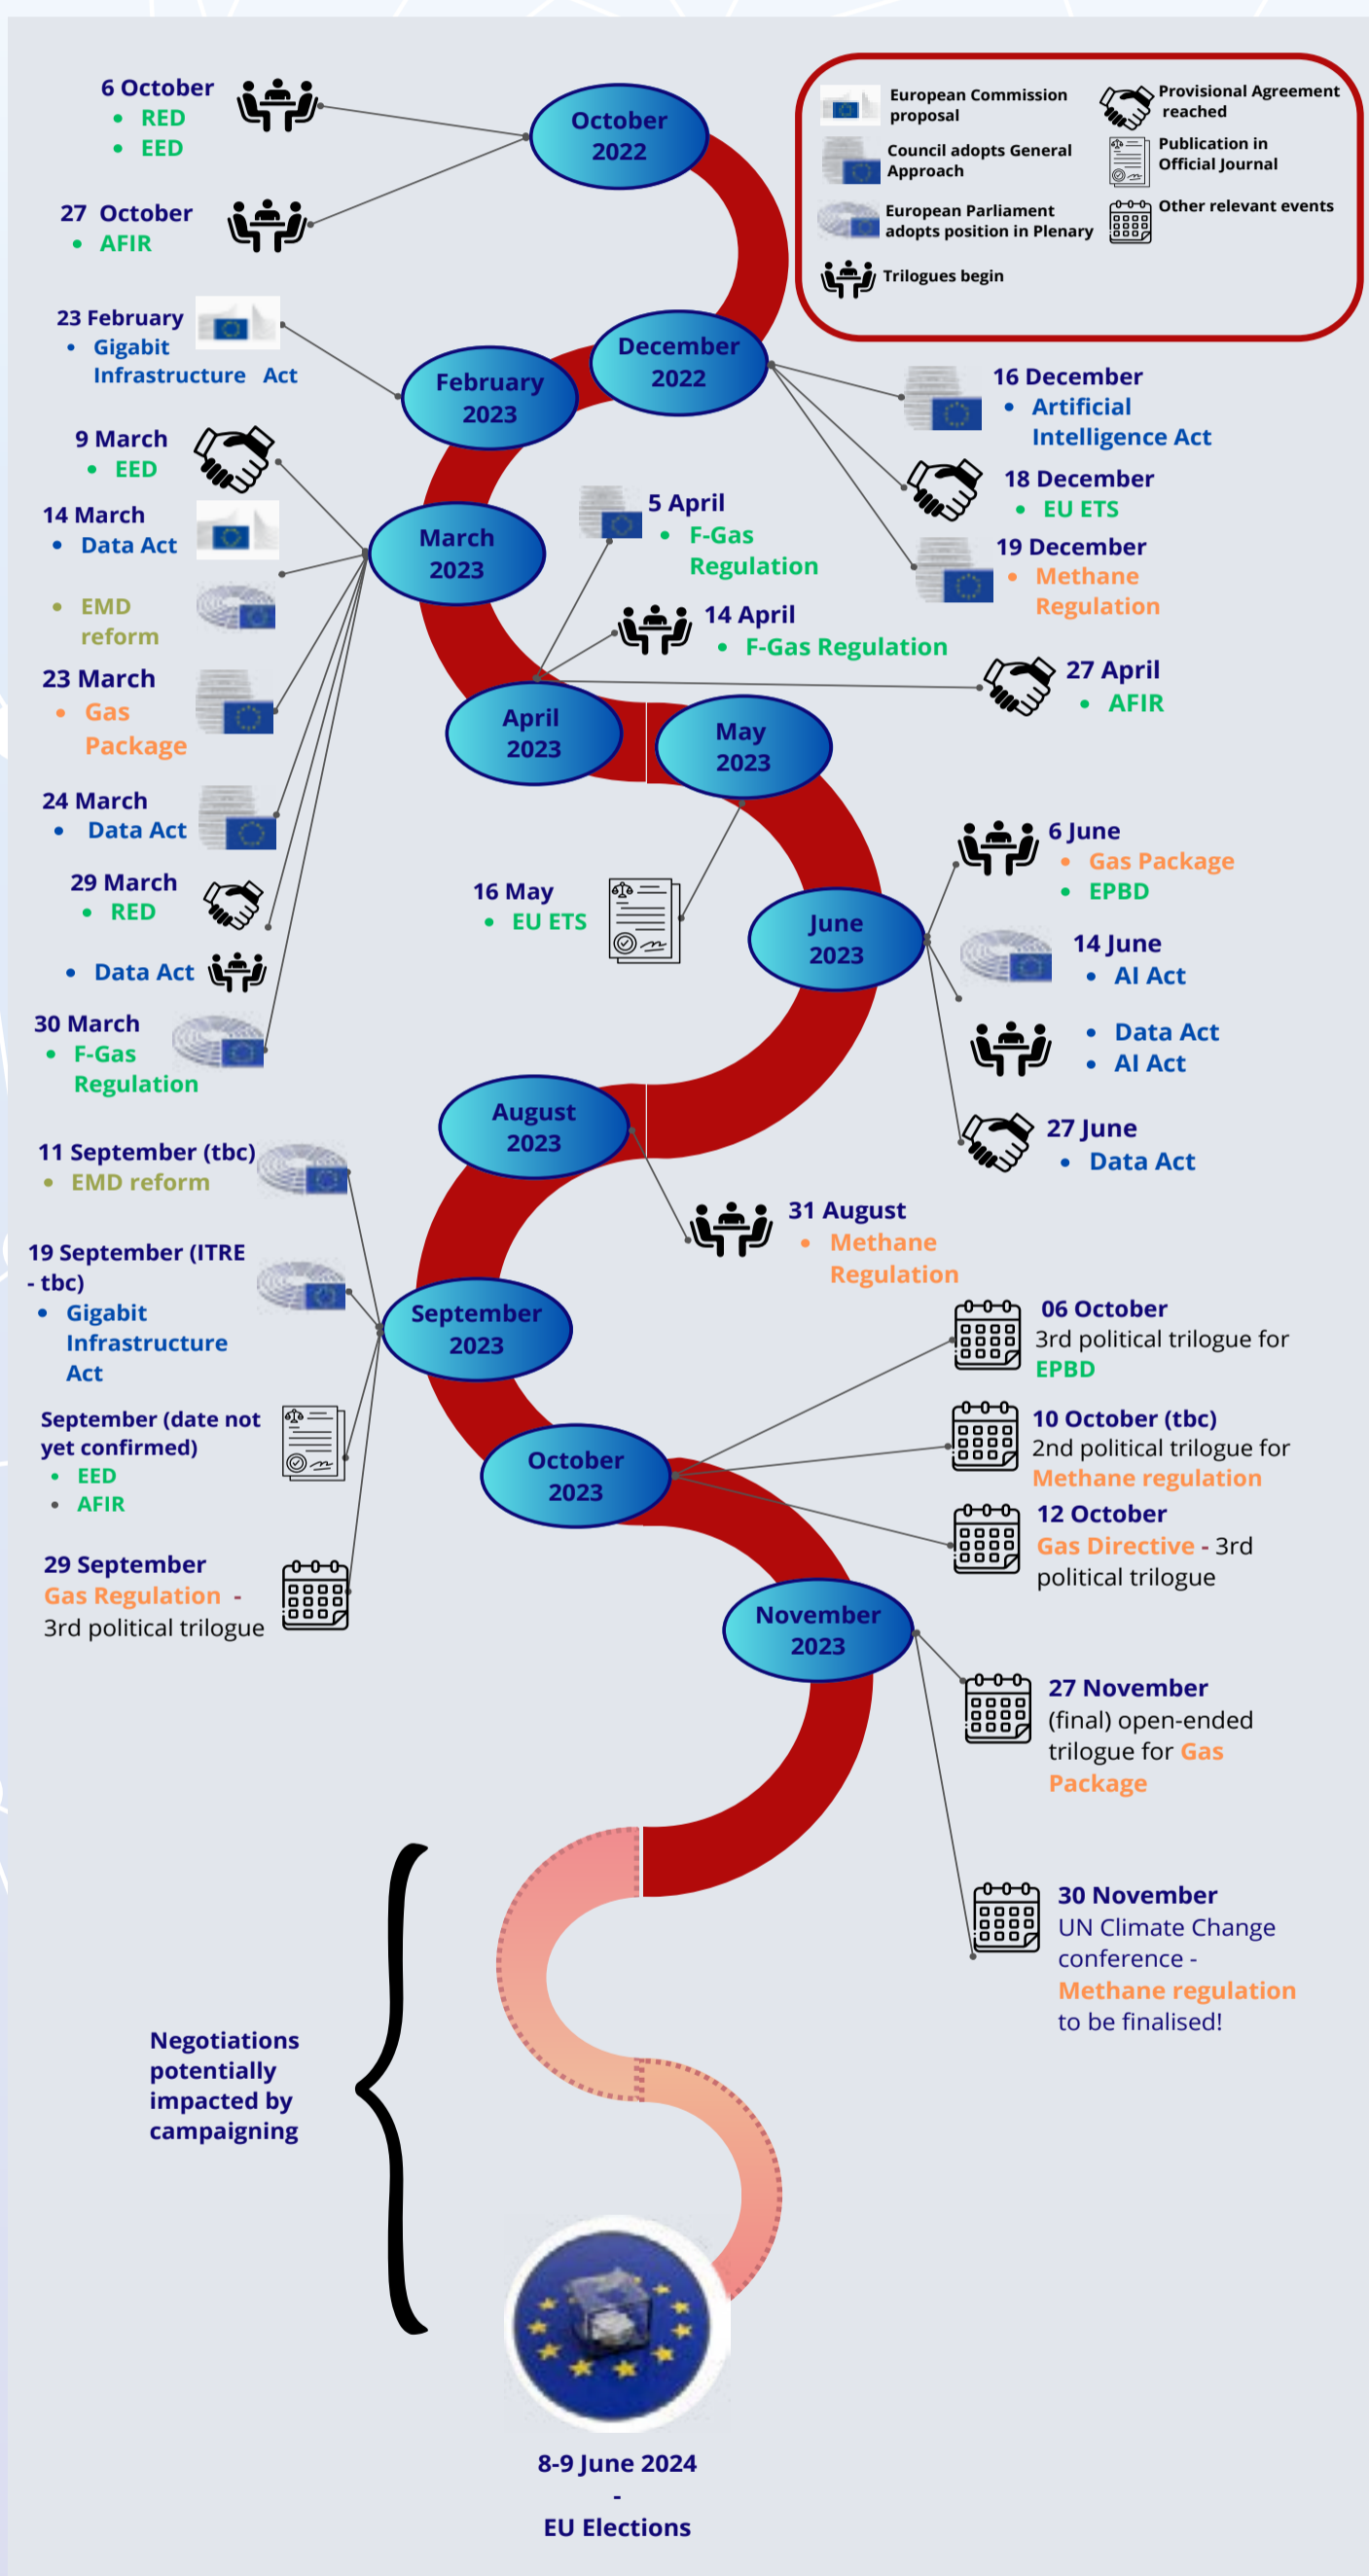 6 October
• RED
• EED
October
2022
27 October
• AFIR
European Commission
proposal
Council adopts General
Approach
European Parliament
adopts position in Plenary
Trilogues begin
Provisional Agreement
reached
Publication in
Official Journal
Other relevant events
December
2022
16 December
• Artificial
Intelligence Act
18 December
• EU ETS
19 December
• Methane
Regulation
23 February
• Gigabit
Infrastructure Act
February
2023
9 March
• EED
14 March
• Data Act
• EMD
reform
23 March
• Gas
Package
24 March
• Data Act
29 March
• RED
• Data Act
30 March
• F-Gas
Regulation
March
2023
5 April
• F-Gas
Regulation
14 April
• F-Gas Regulation
27 April
• AFIR
April
2023
May
2023
16 May
• EU ETS
June
2023
6 June
• Gas Package
• EPBD
14 June
• AI Act
• Data Act
• AI Act
27 June
• Data Act
August
2023
31 August
• Methane
Regulation
11 September (tbc)
• EMD reform
19 September (ITRE
- tbc)
• Gigabit
Infrastructure
Act
September (date not
yet confirmed)
• EED
• AFIR
29 September
Gas Regulation -
3rd political trilogue
September
2023
October
2023
06 October
3rd political trilogue for
EPBD
10 October (tbc)
2nd political trilogue for
Methane regulation
12 October
Gas Directive - 3rd
political trilogue
November
2023
27 November
(final) open-ended
trilogue for Gas
Package
30 November
UN Climate Change
conference -
Methane regulation
to be finalised!
Negotiations
potentially
impacted by
campaigning
8-9 June 2024
-
EU Elections